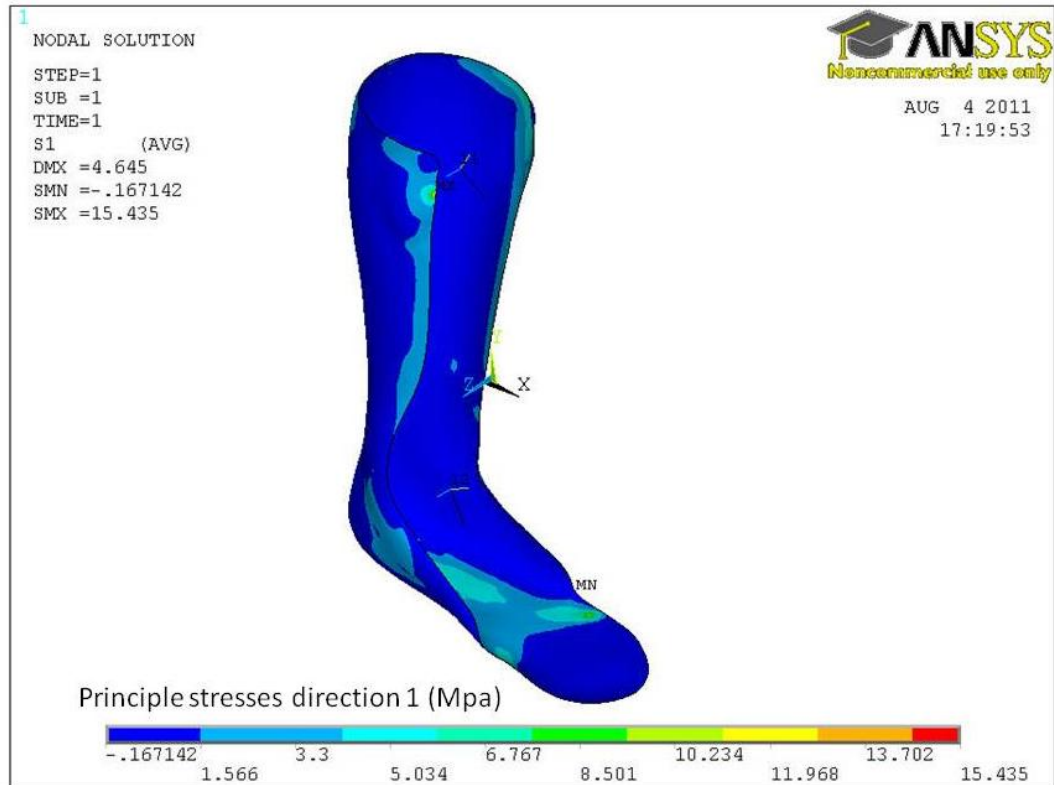 1
NODAL SOLUTION
STEP=1
SUB =1
TIME=1
S1 (AVG)
DMX =4.645
SMN =-.167142
SMX =15.435
ANSYS
Noncommercial use only
AUG 4 2011
17:19:53
MX
Y
Z X
MN
Principle stresses direction 1 (Mpa)
-.167142 3.3 6.767 10.234 13.702
1.566 5.034 8.501 11.968 15.435